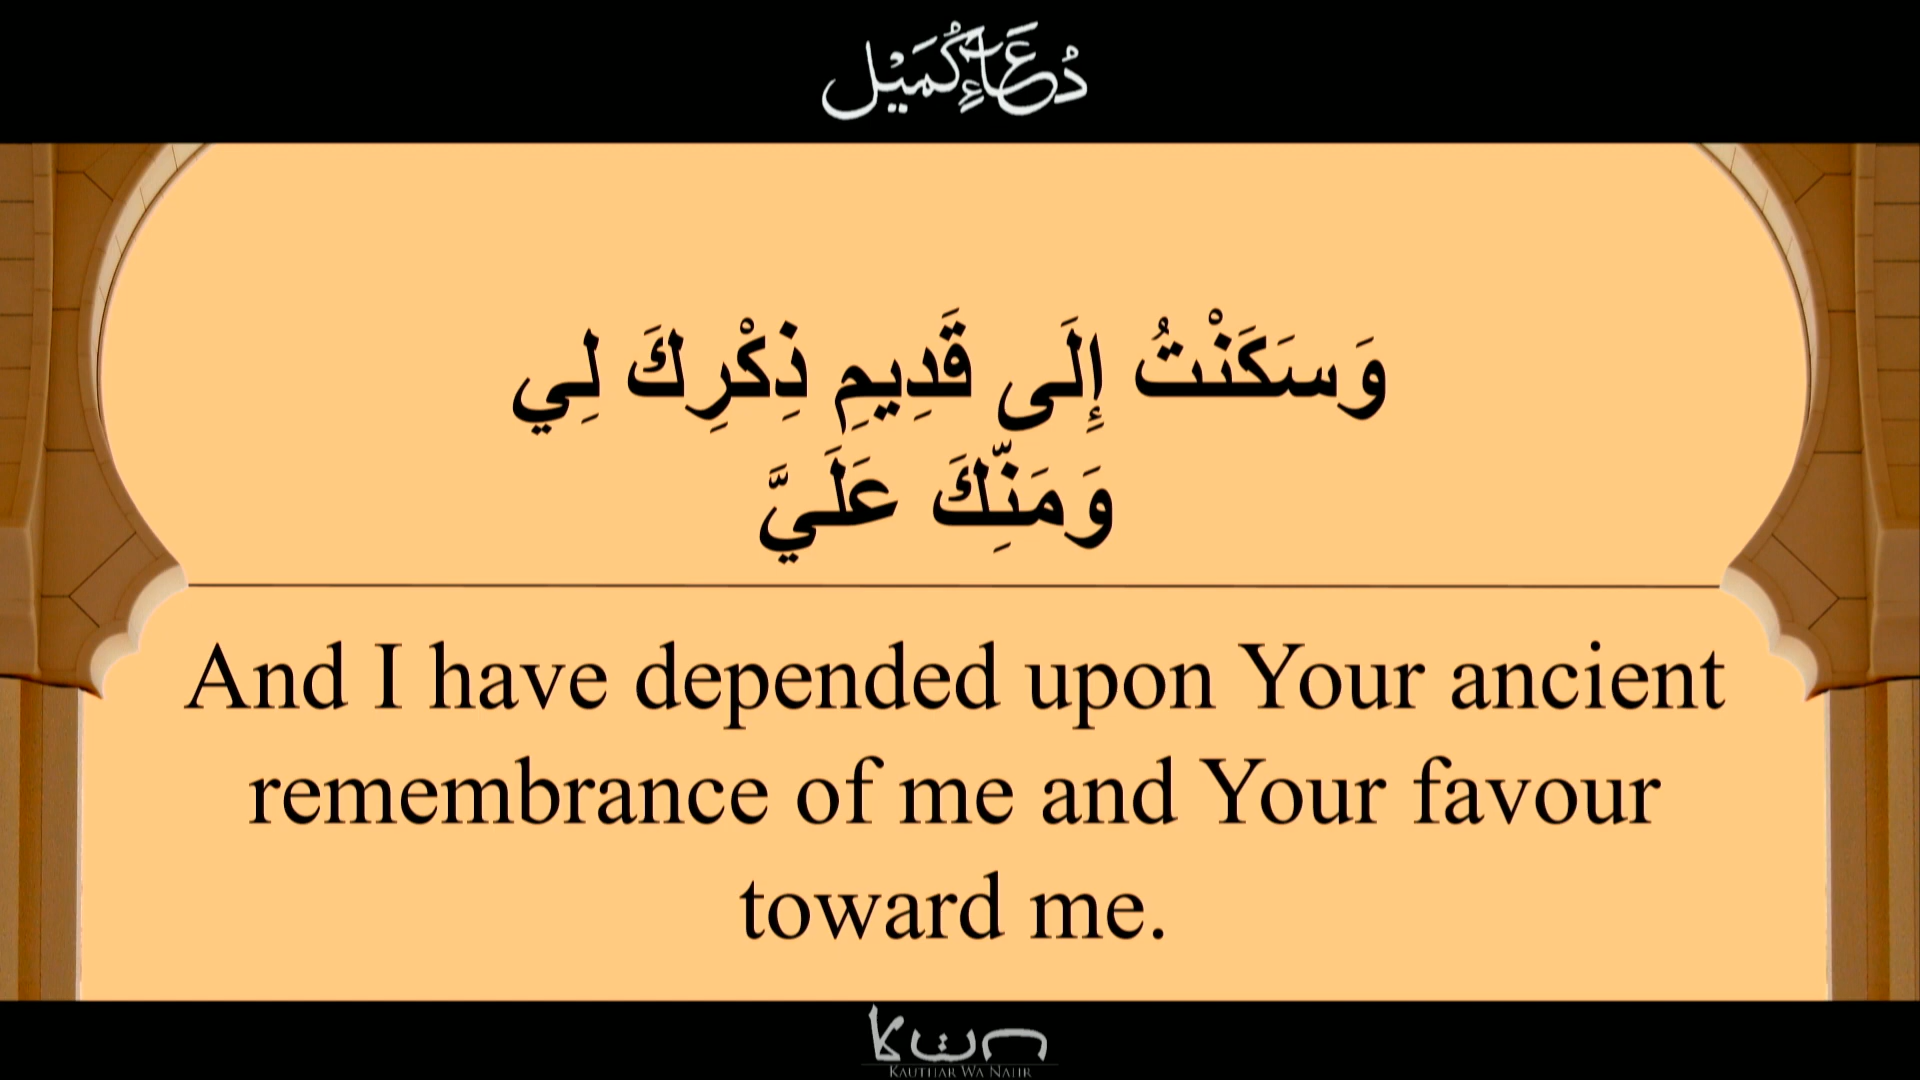 دُعَاءِ كُمَيْل
وَسَكَنْتُ إِلَى قَدِيمِ ذِكْرِكَ لِي
وَمَنِّكَ عَلَيَّ
And I have depended upon Your ancient
remembrance of me and Your favour
toward me.
kwn
KAUTHAR WA NAHR